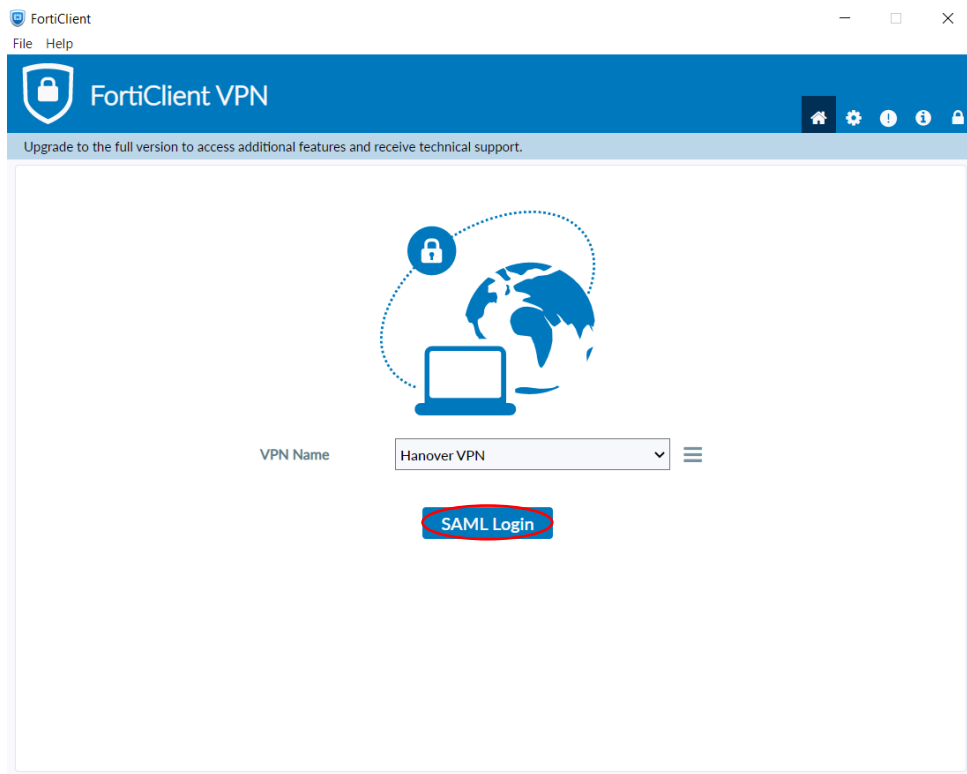 FortiClient
File Help
FortiClient VPN
Upgrade to the full version to access additional features and receive technical support.
VPN Name
Hanover VPN
SAML Login